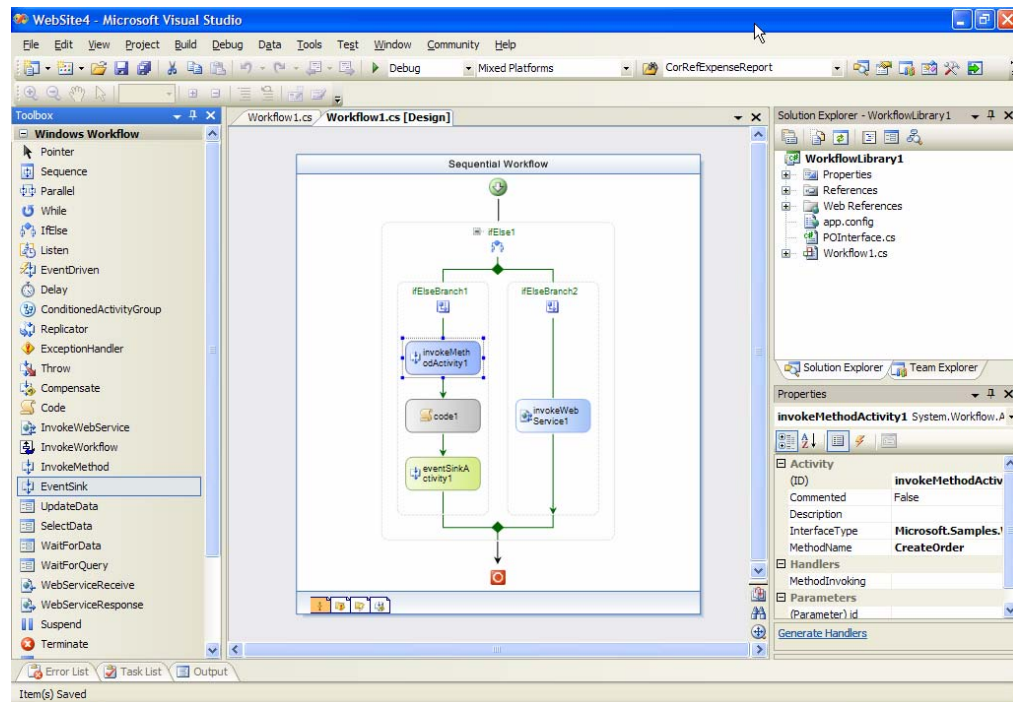 WebSite4 - Microsoft Visual Studio
File Edit View Project Build Debug Data Tools Test Window Community Help
Debug Mixed Platforms CorRefExpenseReport
Toolbox
Windows Workflow
Pointer
Sequence
Parallel
While
IfElse
Listen
EventDriven
Delay
ConditionedActivityGroup
Replicator
ExceptionHandler
Throw
Compensate
Code
InvokeWebService
InvokeWorkflow
InvokeMethod
EventSink
UpdateData
SelectData
WaitForData
WaitForQuery
WebServiceReceive
WebServiceResponse
Suspend
Terminate
Workflow1.cs Workflow1.cs [Design]
Sequential Workflow
ifElse1
ifElseBranch1 ifElseBranch2
invokeMeth
odActivity1
code1
invokeWeb
Service1
eventSinkA
ctivity1
Solution Explorer - WorkflowLibrary1
WorkflowLibrary1
Properties
References
Web References
app.config
POInterface.cs
Workflow1.cs
Solution Explorer Team Explorer
Properties
invokeMethodActivity1 System.Workflow.A
Activity
(ID) invokeMethodActiv
Commented False
Description
InterfaceType Microsoft.Samples.
MethodName CreateOrder
Handlers
MethodInvoking
Parameters
(Parameter) id
Generate Handlers
Error List Task List Output
Item(s) Saved